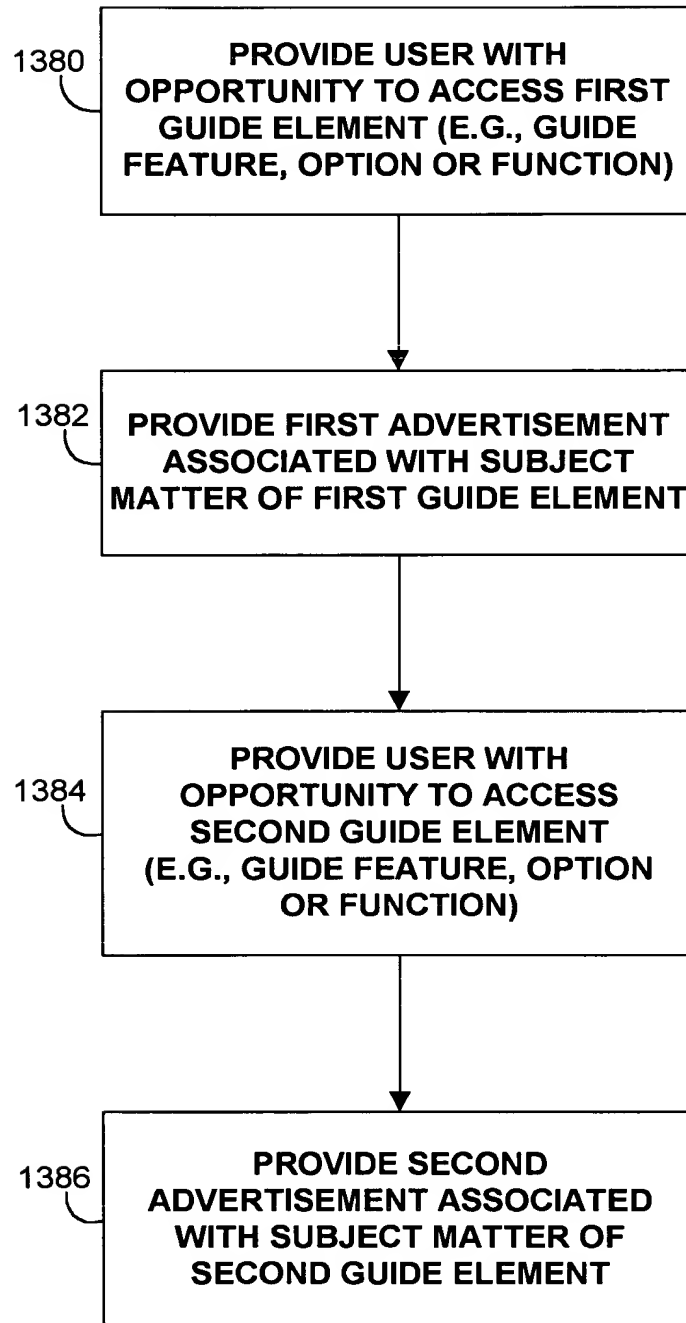 1380
PROVIDE USER WITH
OPPORTUNITY TO ACCESS FIRST
GUIDE ELEMENT (E.G., GUIDE
FEATURE, OPTION OR FUNCTION)
1382
PROVIDE FIRST ADVERTISEMENT
ASSOCIATED WITH SUBJECT
MATTER OF FIRST GUIDE ELEMENT
1384
PROVIDE USER WITH
OPPORTUNITY TO ACCESS
SECOND GUIDE ELEMENT
(E.G., GUIDE FEATURE, OPTION
OR FUNCTION)
1386
PROVIDE SECOND
ADVERTISEMENT ASSOCIATED
WITH SUBJECT MATTER OF
SECOND GUIDE ELEMENT